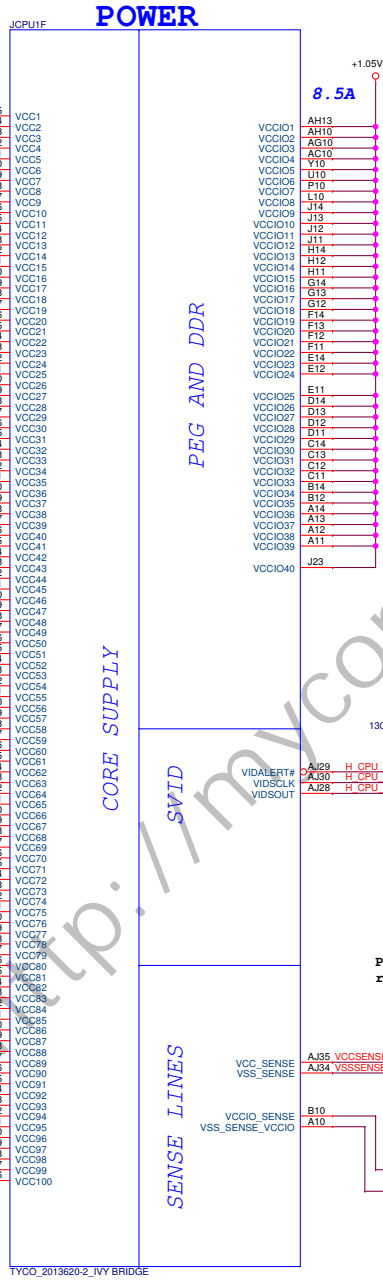 POWER
JCPU1F
+1.05V
8.5A
VCC1
VCC2
VCC3
VCC4
VCC5
VCC6
VCC7
VCC8
VCC9
VCC10
VCC11
VCC12
VCC13
VCC14
VCC15
VCC16
VCC17
VCC18
VCC19
VCC20
VCC21
VCC22
VCC23
VCC24
VCC25
VCC26
VCC27
VCC28
VCC29
VCC30
VCC31
VCC32
VCC33
VCC34
VCC35
VCC36
VCC37
VCC38
VCC39
VCC40
VCC41
VCC42
VCC43
VCC44
VCC45
VCC46
VCC47
VCC48
VCC49
VCC50
VCC51
VCC52
VCC53
VCC54
VCC55
VCC56
VCC57
VCC58
VCC59
VCC60
VCC61
VCC62
VCC63
VCC64
VCC65
VCC66
VCC67
VCC68
VCC69
VCC70
VCC71
VCC72
VCC73
VCC74
VCC75
VCC76
VCC77
VCC78
VCC79
VCC80
VCC81
VCC82
VCC83
VCC84
VCC85
VCC86
VCC87
VCC88
VCC89
VCC90
VCC91
VCC92
VCC93
VCC94
VCC95
VCC96
VCC97
VCC98
VCC99
VCC100
CORE SUPPLY
PEG AND DDR
VCCIO1 AH13
VCCIO2 AH10
VCCIO3 AG10
VCCIO4 AC10
VCCIO5 Y10
VCCIO6 U10
VCCIO7 P10
VCCIO8 L10
VCCIO9 J14
VCCIO10 J13
VCCIO11 J12
VCCIO12 J11
VCCIO13 H14
VCCIO14 H12
VCCIO15 H11
VCCIO16 G14
VCCIO17 G13
VCCIO18 G12
VCCIO19 F14
VCCIO20 F13
VCCIO21 F12
VCCIO22 F11
VCCIO23 E14
VCCIO24 E12
VCCIO25 E11
VCCIO26 D14
VCCIO27 D13
VCCIO28 D12
VCCIO29 D11
VCCIO30 C14
VCCIO31 C13
VCCIO32 C12
VCCIO33 C11
VCCIO34 B14
VCCIO35 B12
VCCIO36 A14
VCCIO37 A13
VCCIO38 A12
VCCIO39 A11
VCCIO40 J23
130
SVID
VIDALERT# AJ29 H_CPU
VIDSCLK AJ30 H_CPU
VIDSOUT AJ28 H_CPU
SENSE LINES
VCC_SENSE AJ35 VCCSENSE
VSS_SENSE AJ34 VSSSENSE
VCCIO_SENSE B10
VSS_SENSE_VCCIO A10
TYCO_2013620-2_IVY BRIDGE
http://mycom